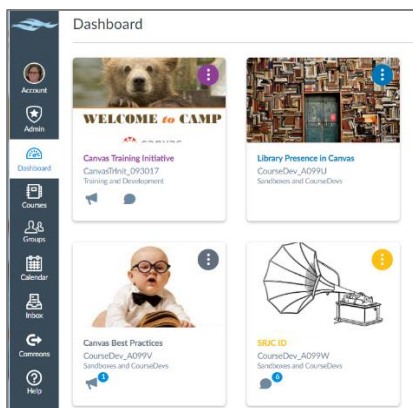 Dashboard
Account
Admin
Dashboard
Courses
Groups
Calendar
Inbox
Commons
Help
WELCOME to CAMP
Canvas Training Initiative
CanvasTrInit_093017
Training and Development
Library Presence in Canvas
CourseDev_A099U
Sandboxes and CourseDevs
Canvas Best Practices
CourseDev_A099V
Sandboxes and CourseDevs
1
SRJC ID
CourseDev_A099W
Sandboxes and CourseDevs
6